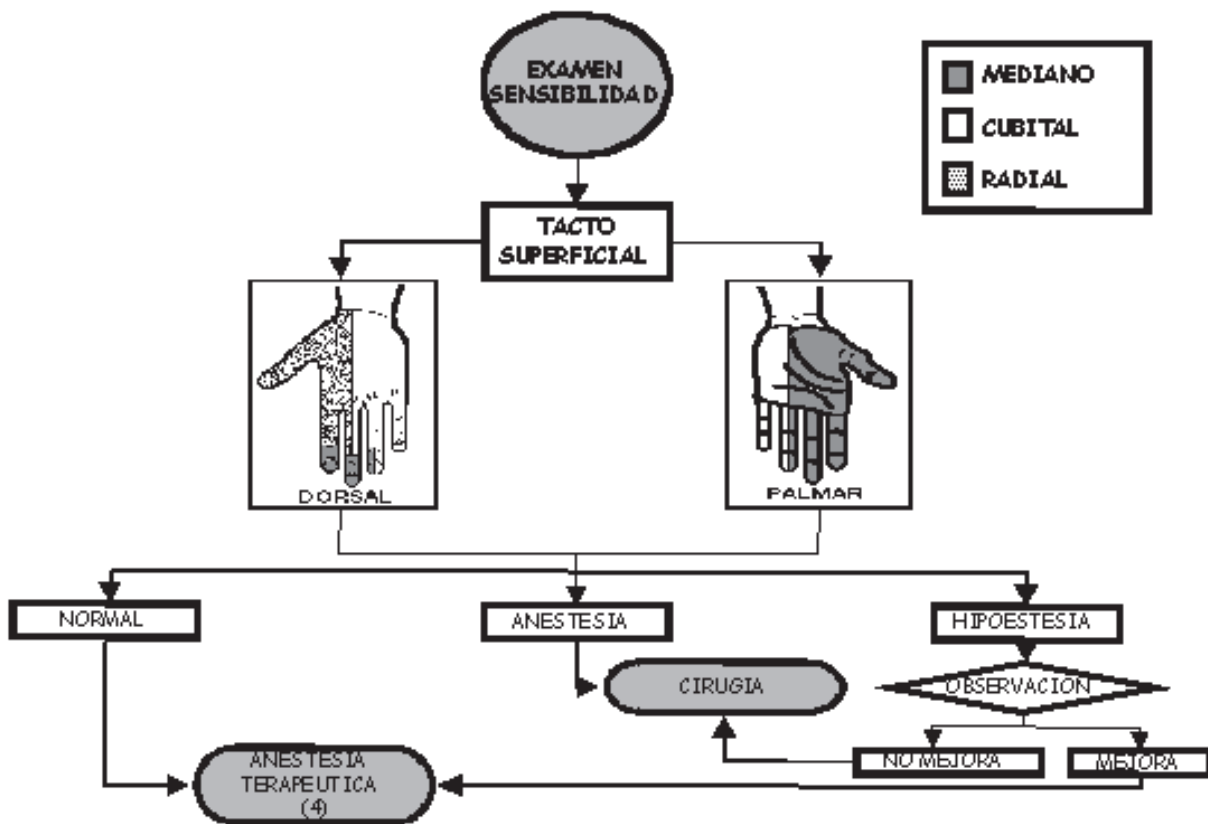 EXAMEN
SENSIBILIDAD
MEDIANO
CUBITAL
RADIAL
TACTO
SUPERFICIAL
DORSAL
PALMAR
NORMAL
ANESTESIA
HIPOESTESIA
CIRUGIA
OBSERVACION
NO MEJORA
MEJORA
ANESTESIA
TERAPEUTICA
(4)